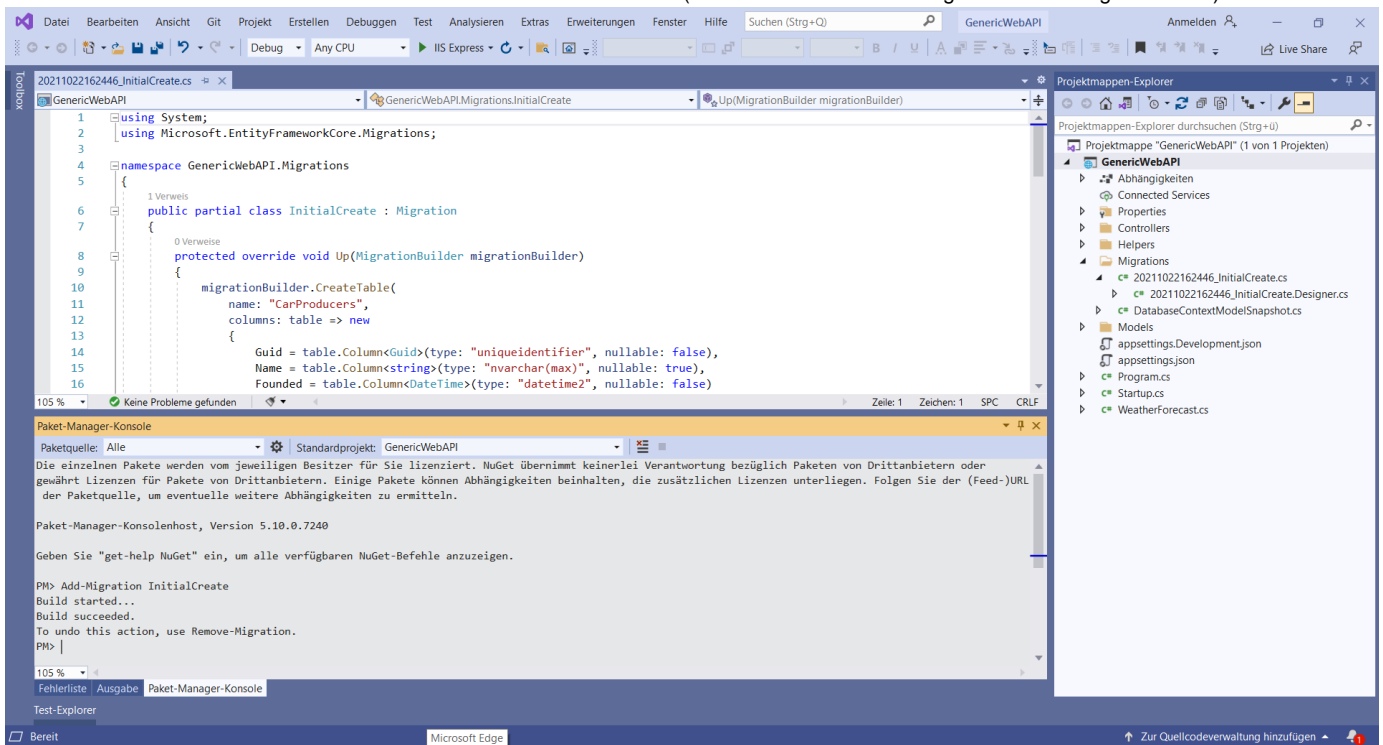 Datei Bearbeiten Ansicht Git Projekt Erstellen Debuggen Test Analysieren Extras Erweiterungen Fenster Hilfe Suchen (Strg+Q) GenericWebAPI Anmelden
Debug Any CPU IIS Express B I U A Live Share
Toolbox
20211022162446_InitialCreate.cs
GenericWebAPI GenericWebAPI.Migrations.InitialCreate Up(MigrationBuilder migrationBuilder)
1 using System;
2 using Microsoft.EntityFrameworkCore.Migrations;
3
4 namespace GenericWebAPI.Migrations
5 {
1 Verweis
6 public partial class InitialCreate : Migration
7 {
0 Verweise
8 protected override void Up(MigrationBuilder migrationBuilder)
9 {
10 migrationBuilder.CreateTable(
11 name: "CarProducers",
12 columns: table => new
13 {
14 Guid = table.Column<Guid>(type: "uniqueidentifier", nullable: false),
15 Name = table.Column<string>(type: "nvarchar(max)", nullable: true),
16 Founded = table.Column<DateTime>(type: "datetime2", nullable: false)
105 % Keine Probleme gefunden Zeile: 1 Zeichen: 1 SPC CRLF
Paket-Manager-Konsole
Paketquelle: Alle Standardprojekt: GenericWebAPI
Die einzelnen Pakete werden vom jeweiligen Besitzer für Sie lizenziert. NuGet übernimmt keinerlei Verantwortung bezüglich Paketen von Drittanbietern oder
gewährt Lizenzen für Pakete von Drittanbietern. Einige Pakete können Abhängigkeiten beinhalten, die zusätzlichen Lizenzen unterliegen. Folgen Sie der (Feed-)URL
der Paketquelle, um eventuelle weitere Abhängigkeiten zu ermitteln.
Paket-Manager-Konsolenhost, Version 5.10.0.7240
Geben Sie "get-help NuGet" ein, um alle verfügbaren NuGet-Befehle anzuzeigen.
PM> Add-Migration InitialCreate
Build started...
Build succeeded.
To undo this action, use Remove-Migration.
PM>
105 %
Fehlerliste Ausgabe Paket-Manager-Konsole
Test-Explorer
Bereit Microsoft Edge Zur Quellcodeverwaltung hinzufügen 1
Projektmappen-Explorer
Projektmappen-Explorer durchsuchen (Strg+ü)
Projektmappe "GenericWebAPI" (1 von 1 Projekten)
GenericWebAPI
Abhängigkeiten
Connected Services
Properties
Controllers
Helpers
Migrations
C# 20211022162446_InitialCreate.cs
C# 20211022162446_InitialCreate.Designer.cs
C# DatabaseContextModelSnapshot.cs
Models
appsettings.Development.json
appsettings.json
C# Program.cs
C# Startup.cs
C# WeatherForecast.cs